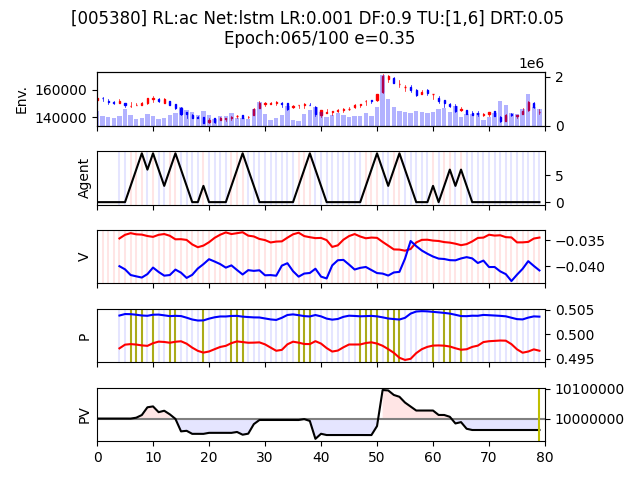 [005380] RL:ac Net:lstm LR:0.001 DF:0.9 TU:[1,6] DRT:0.05
Epoch:065/100 e=0.35
1e6
Env.
160000
140000
2
0
Agent
5
0
V
−0.035
−0.040
P
0.505
0.500
0.495
PV
10100000
10000000
0 10 20 30 40 50 60 70 80